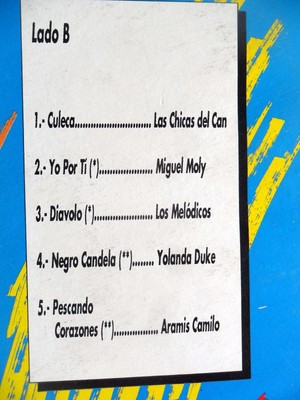 Lado B
1.- Culeca........................... Las Chicas del Can
2.- Yo Por Tí (*)................... Miguel Moly
3.- Diavolo (*)..................... Los Melódicos
4.- Negro Candela (**)........ Yolanda Duke
5.- Pescando
Corazones (**)................ Aramis Camilo